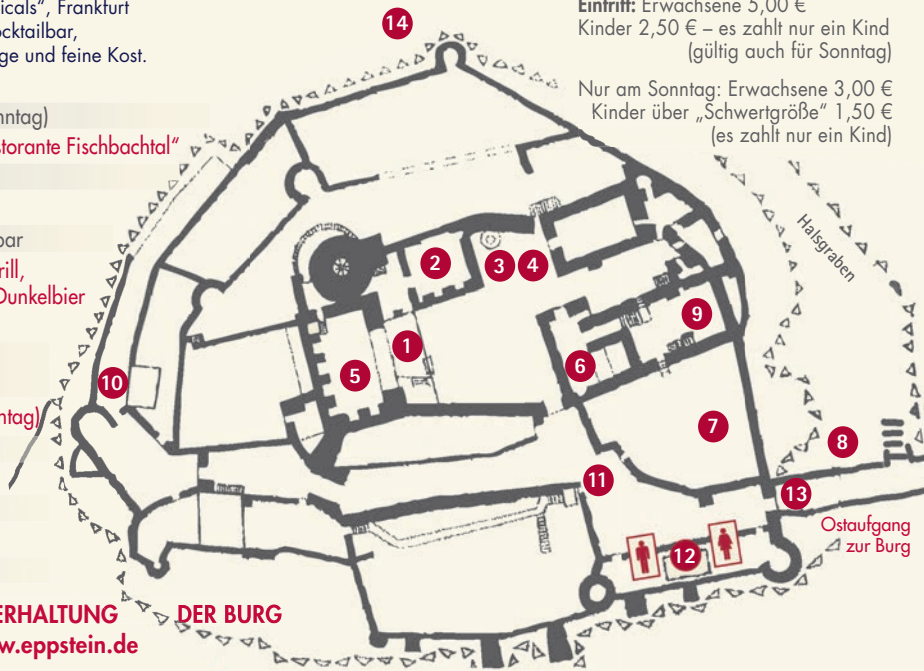 icals“, Frankfurt
ocktailbar,
ge und feine Kost.
nntag)
storante Fischbachtal“
bar
rill,
Dunkelbier
ntag)
ERHALTUNG DER BURG
w.eppstein.de
Eintritt: Erwachsene 5,00 €
Kinder 2,50 € – es zahlt nur ein Kind
(gültig auch für Sonntag)
Nur am Sonntag: Erwachsene 3,00 €
Kinder über „Schwertgröße“ 1,50 €
(es zahlt nur ein Kind)
14
Halsgraben
2
3 4
9
1
6
5
10
7
8
11
13
Ostaufgang
zur Burg
12